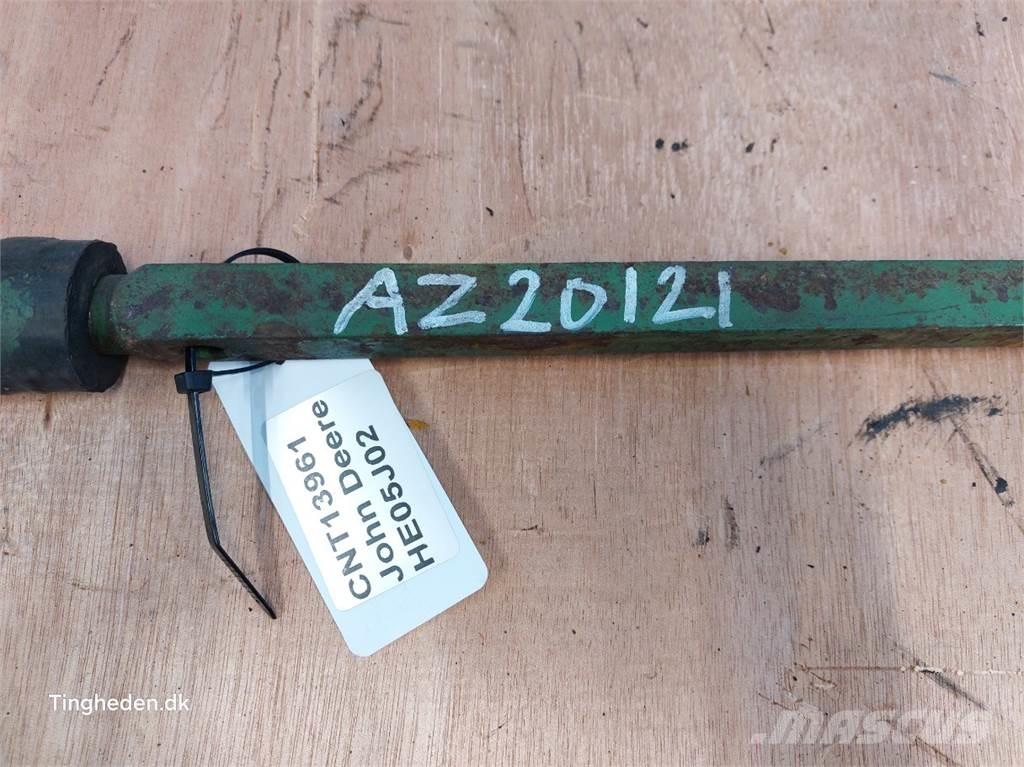 AZ20121
CNT13961
John Deere
HE05J02
Tingheden.dk
MASCUS